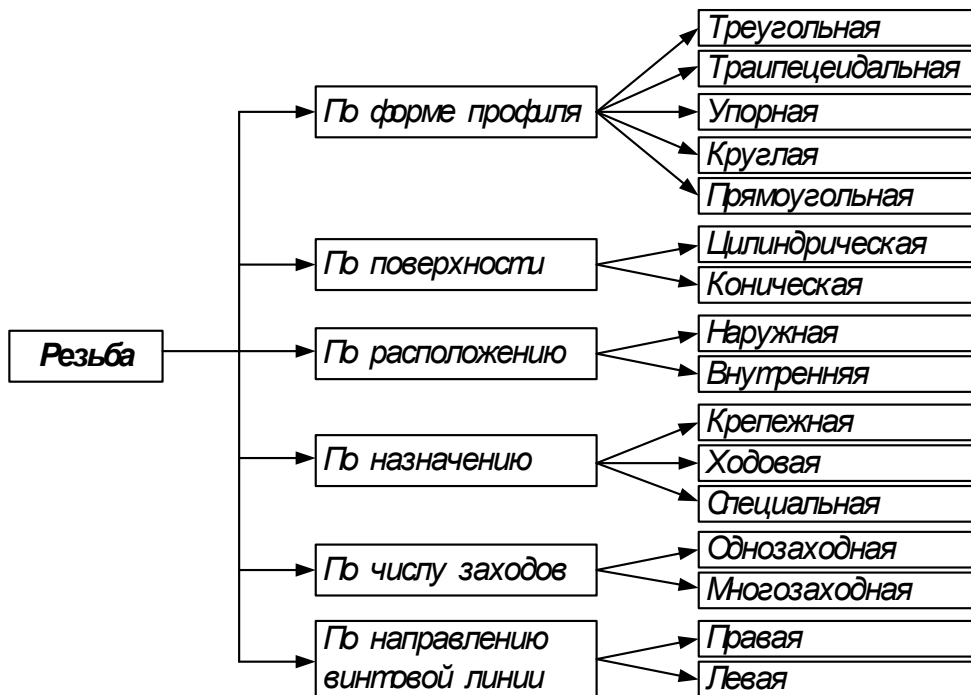 Резьба
По форме профиля
Треугольная
Траипецеидальная
Упорная
Круглая
Прямоугольная
По поверхности
Цилиндрическая
Коническая
По расположению
Наружная
Внутренняя
По назначению
Крепежная
Ходовая
Специальная
По числу заходов
Однозаходная
Многозаходная
По направлению
винтовой линии
Правая
Левая